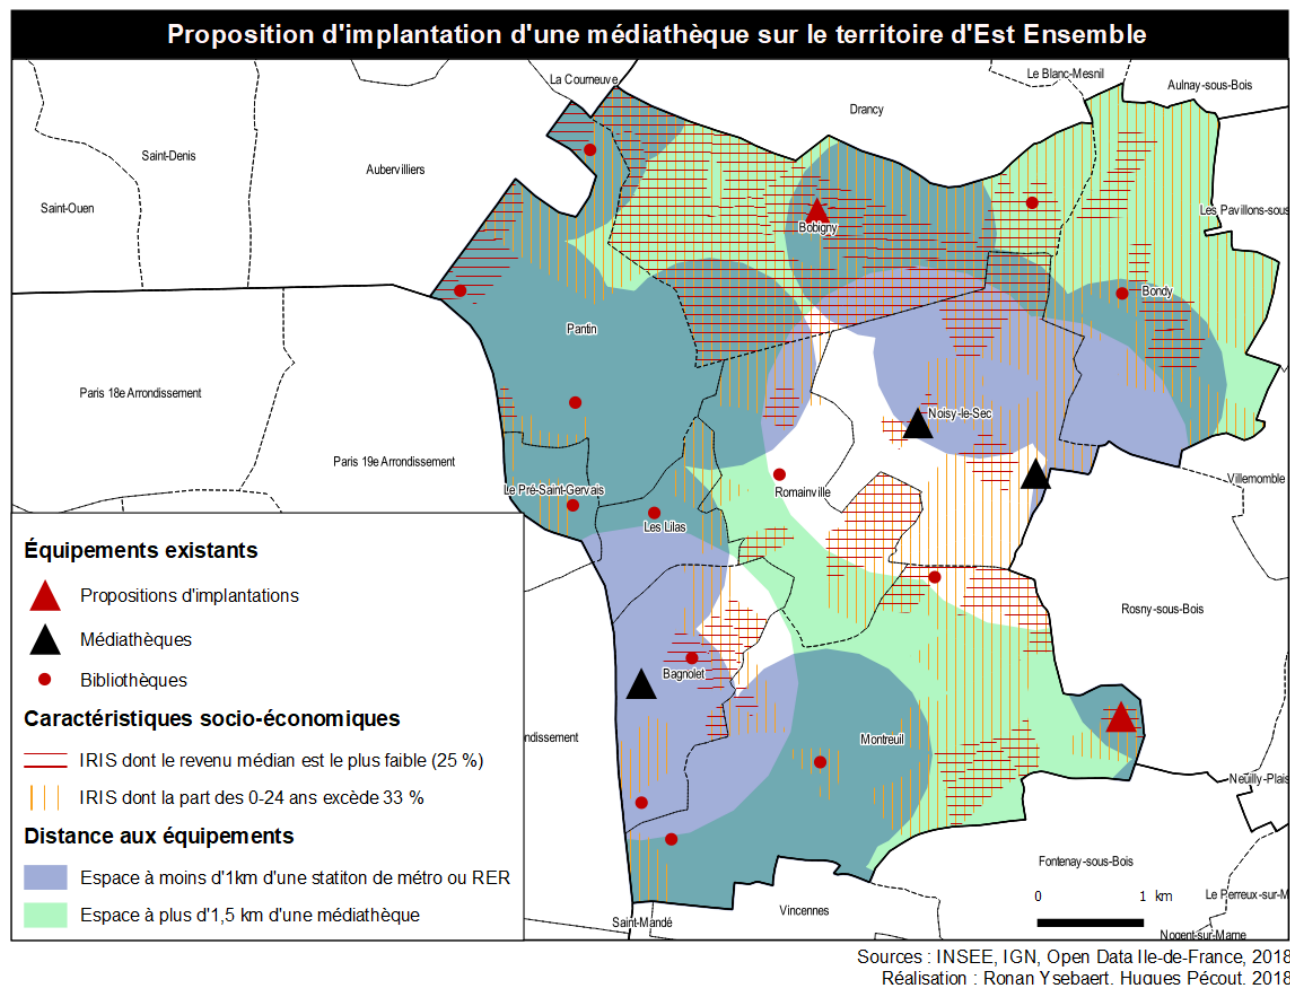 Proposition d'implantation d'une médiathèque sur le territoire d'Est Ensemble
La Courneuve
Le Blanc-Mesnil
Aulnay-sous-Bois
Drancy
Saint-Denis
Aubervilliers
Saint-Ouen
Les Pavillons-sous
Bobigny
Bondy
Pantin
Paris 18e Arrondissement
Noisy-le-Sec
Paris 19e Arrondissement
Villemomble
Le Pré-Saint-Gervais
Romainville
Les Lilas
Rosny-sous-Bois
Bagnolet
ndissement
Montreuil
Neuilly-Plais
Fontenay-sous-Bois
Le Perreux-sur-M
Vincennes
Saint-Mandé
Nogent-sur-Marne
0 1 km
Équipements existants
Propositions d'implantations
Médiathèques
Bibliothèques
Caractéristiques socio-économiques
IRIS dont le revenu médian est le plus faible (25 %)
IRIS dont la part des 0-24 ans excède 33 %
Distance aux équipements
Espace à moins d'1km d'une statiton de métro ou RER
Espace à plus d'1,5 km d'une médiathèque
Sources : INSEE, IGN, Open Data Ile-de-France, 2018
Réalisation : Ronan Ysebaert, Hugues Pécout, 2018